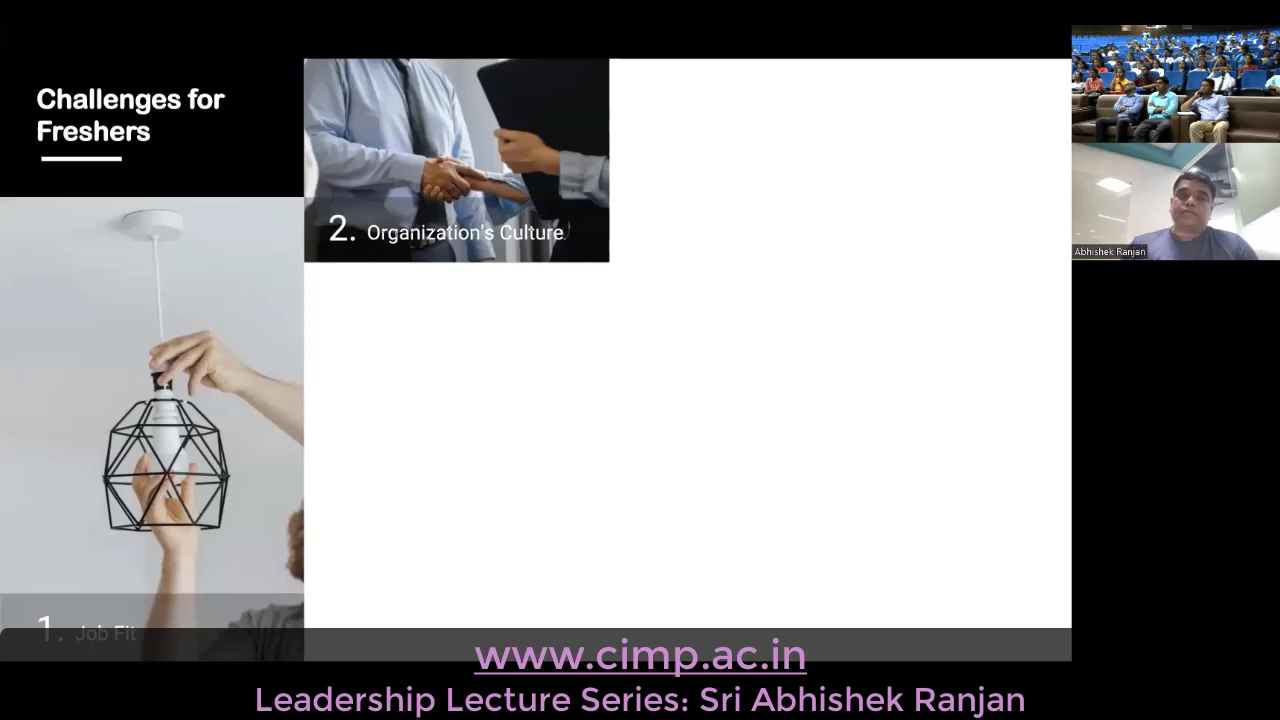 Challenges for
Freshers
2. Organization's Culture
Abhishek Ranjan
1. Job Fit
www.cimp.ac.in
Leadership Lecture Series: Sri Abhishek Ranjan